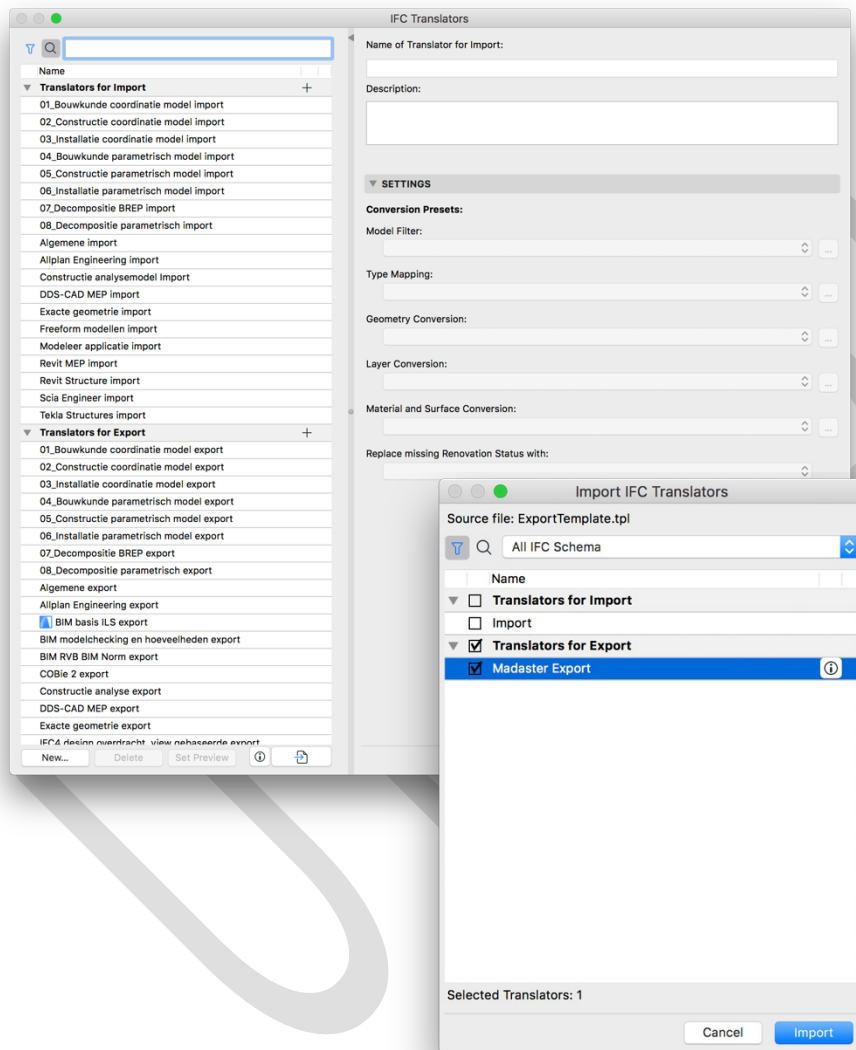 IFC Translators
Name
Translators for Import
01_Bouwkunde coordinatie model import
02_Constructie coordinatie model import
03_Installatie coordinatie model import
04_Bouwkunde parametrisch model import
05_Constructie parametrisch model import
06_Installatie parametrisch model import
07_Decompositie BREP import
08_Decompositie parametrisch import
Algemene import
Allplan Engineering import
Constructie analysemodel Import
DDS-CAD MEP import
Exacte geometrie import
Freeform modellen import
Modeleer applicatie import
Revit MEP import
Revit Structure import
Scia Engineer import
Tekla Structures import
Translators for Export
01_Bouwkunde coordinatie model export
02_Constructie coordinatie model export
03_Installatie coordinatie model export
04_Bouwkunde parametrisch model export
05_Constructie parametrisch model export
06_Installatie parametrisch model export
07_Decompositie BREP export
08_Decompositie parametrisch export
Algemene export
Allplan Engineering export
BIM basis ILS export
BIM modelchecking en hoeveelheden export
BIM RVB BIM Norm export
COBie 2 export
Constructie analyse export
DDS-CAD MEP export
Exacte geometrie export
IFC4 design overdracht_view gebaseerde export
New... Delete Set Preview
Name of Translator for Import:
Description:
SETTINGS
Conversion Presets:
Model Filter:
Type Mapping:
Geometry Conversion:
Layer Conversion:
Material and Surface Conversion:
Replace missing Renovation Status with:
Import IFC Translators
Source file: ExportTemplate.tpl
All IFC Schema
Name
Translators for Import
Import
Translators for Export
Madaster Export
Selected Translators: 1
Cancel Import